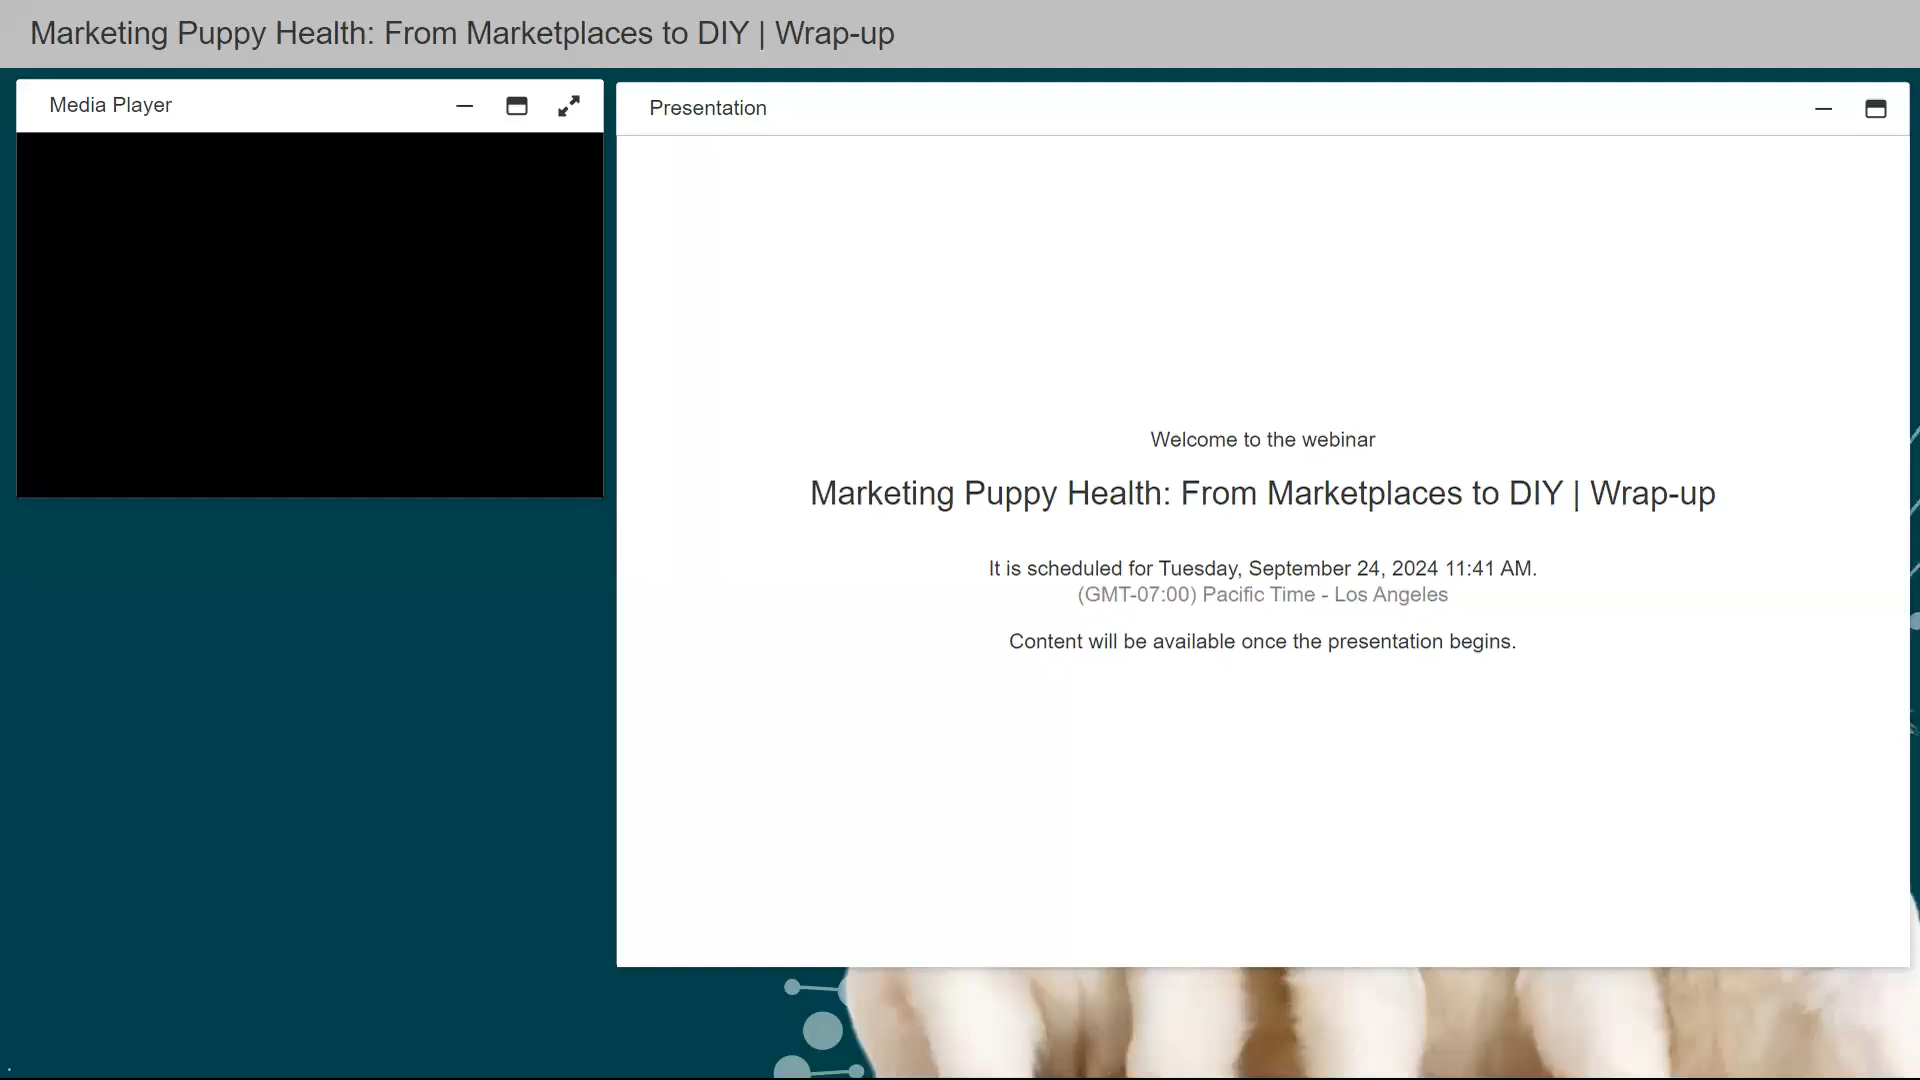 Marketing Puppy Health: From Marketplaces to DIY | Wrap-up
Media Player
Presentation
Welcome to the webinar
Marketing Puppy Health: From Marketplaces to DIY | Wrap-up
It is scheduled for Tuesday, September 24, 2024 11:41 AM.
(GMT-07:00) Pacific Time - Los Angeles
Content will be available once the presentation begins.